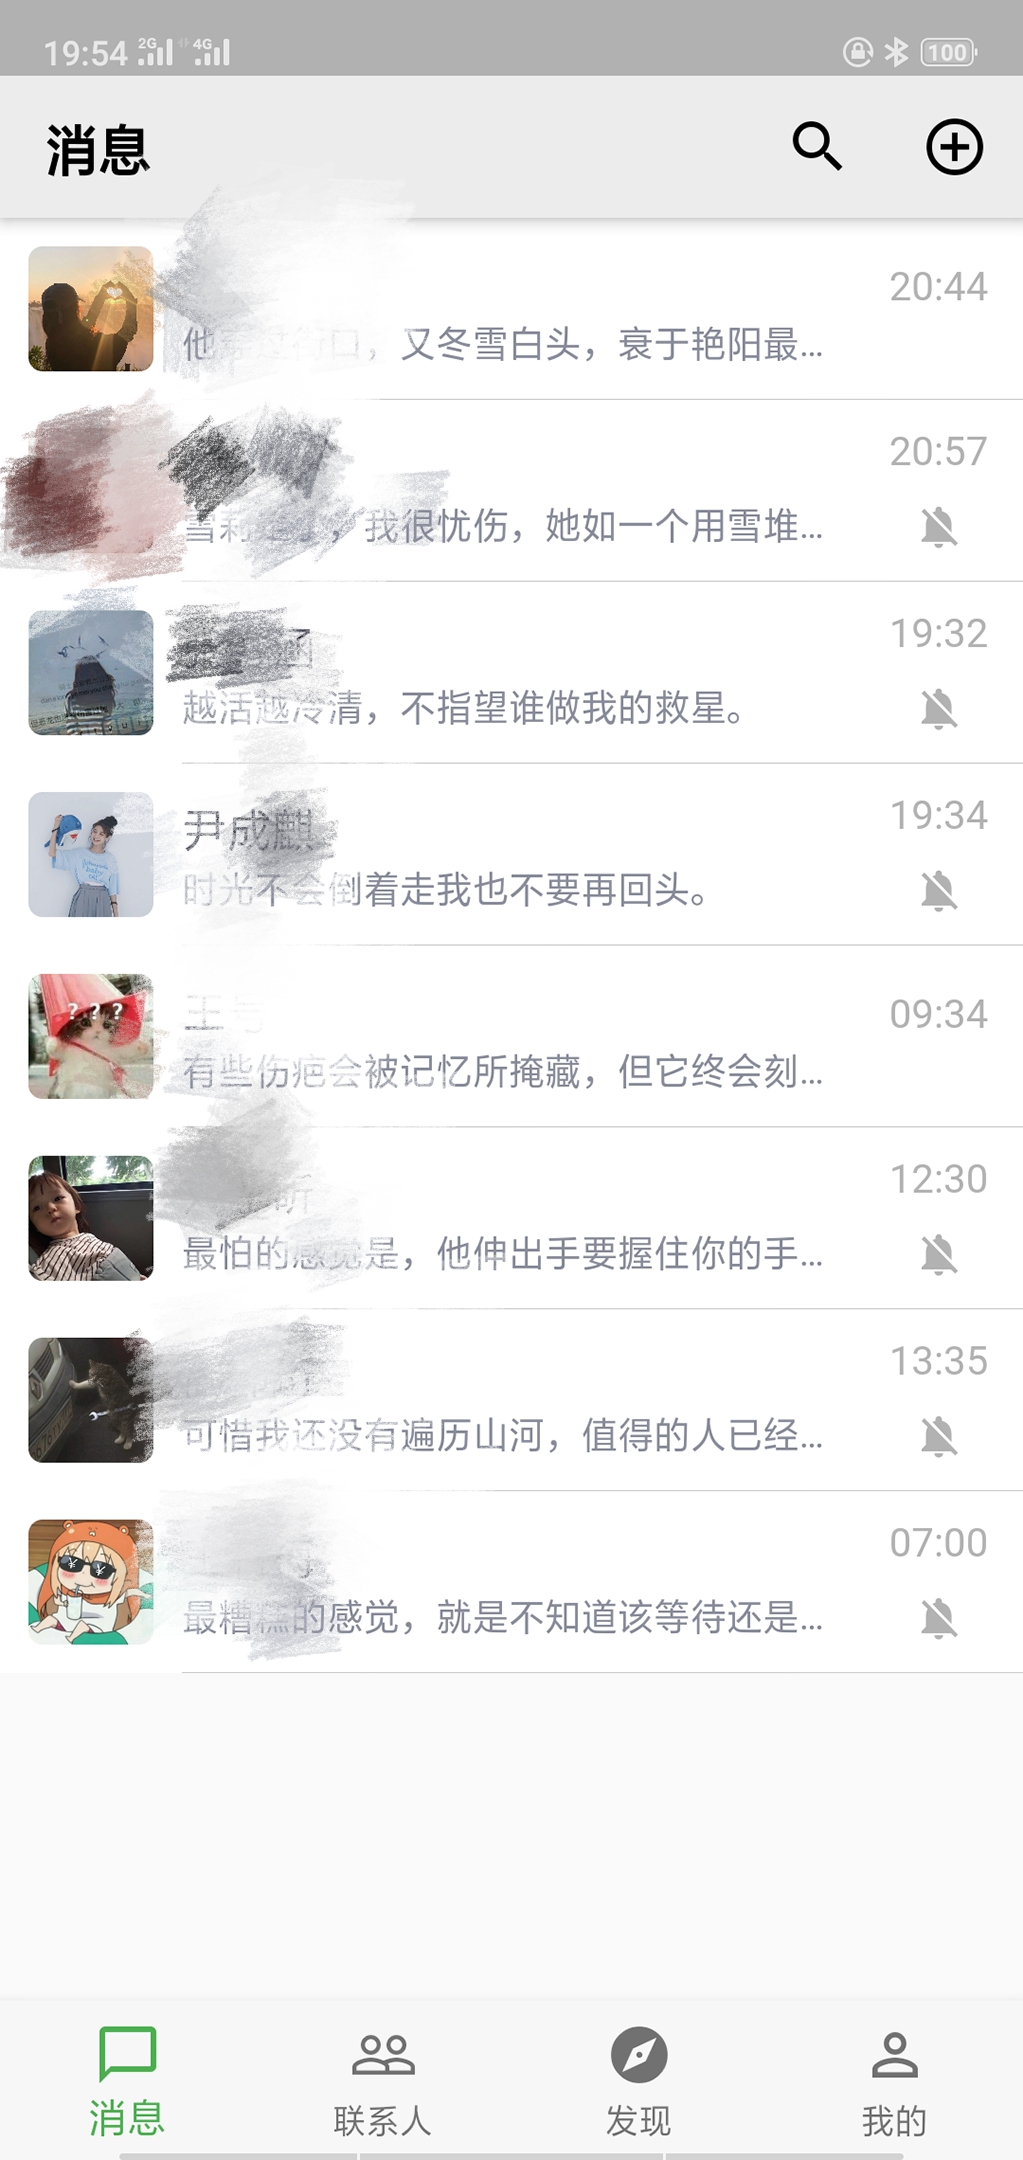 19:54 2G 4G 100
消息
20:44
他 口，又冬雪白头，衰于艳阳最...
20:57
雪莉 ，我很忧伤，她如一个用雪堆...
19:32
函
越活越冷清，不指望谁做我的救星。
19:34
尹成麒
时光不会倒着走我也不要再回头。
王
09:34
有些伤疤会被记忆所掩藏，但它终会刻...
12:30
昕
最怕的感觉是，他伸出手要握住你的手...
13:35
可惜我还没有遍历山河，值得的人已经...
07:00
最糟糕的感觉，就是不知道该等待还是...
消息
联系人
发现
我的